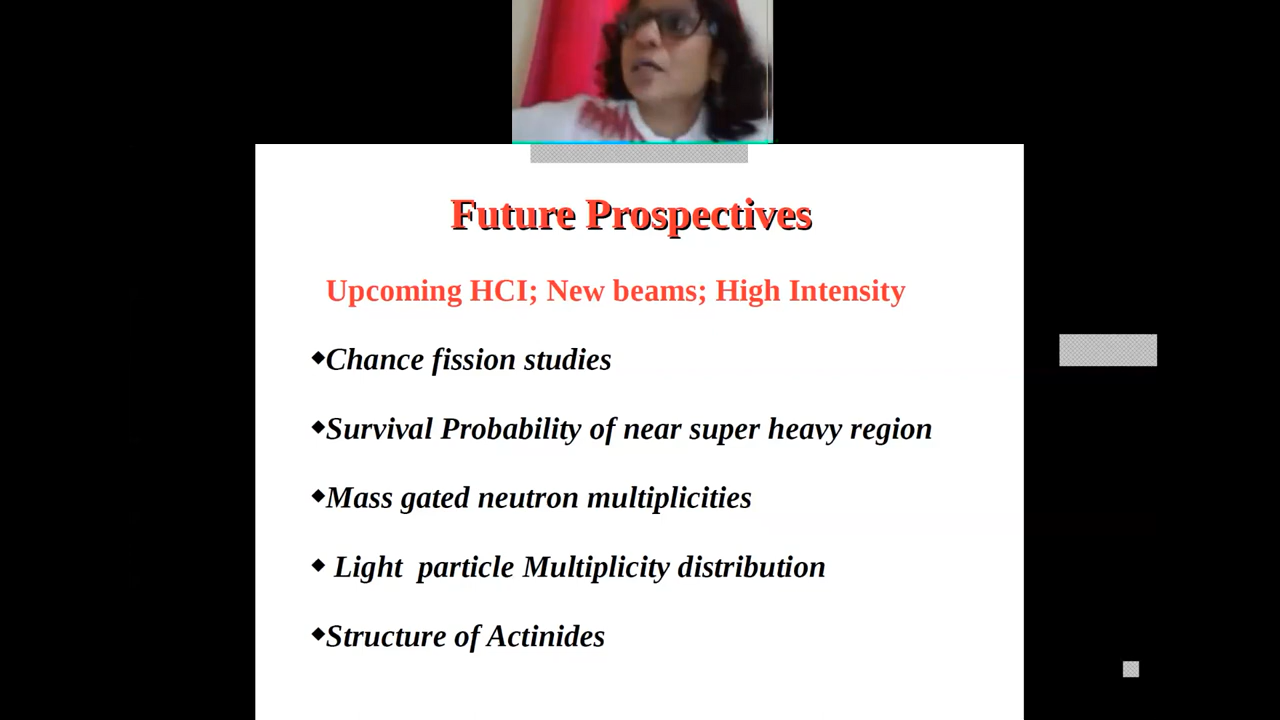 Future Prospectives
Upcoming HCI; New beams; High Intensity
◆Chance fission studies
◆Survival Probability of near super heavy region
◆Mass gated neutron multiplicities
◆ Light particle Multiplicity distribution
◆Structure of Actinides